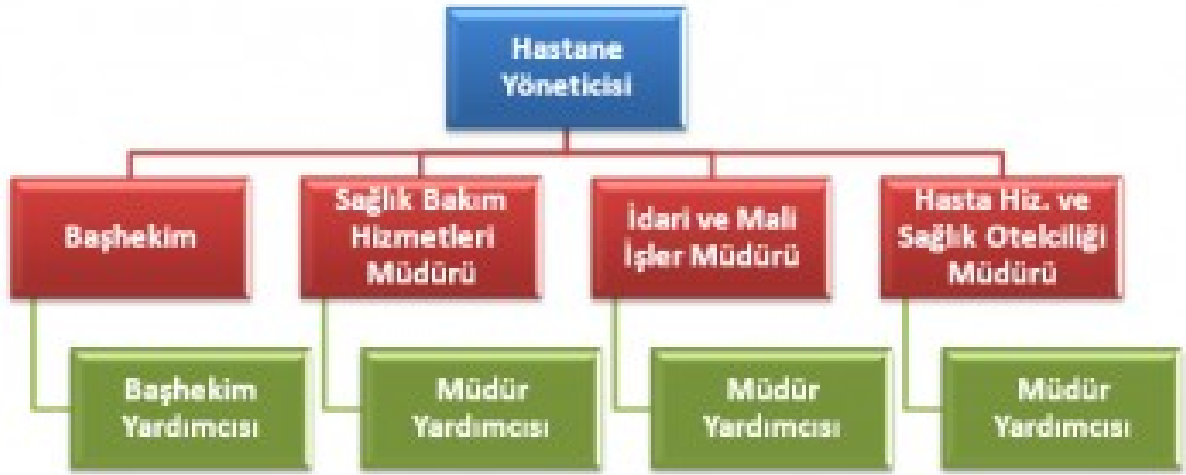 Hastane
Yöneticisi
Başhekim
Sağlık Bakım
Hizmetleri
Müdürü
İdari ve Mali
İşler Müdürü
Hasta Hiz. ve
Sağlık Otelciliği
Müdürü
Başhekim
Yardımcısı
Müdür
Yardımcısı
Müdür
Yardımcısı
Müdür
Yardımcısı